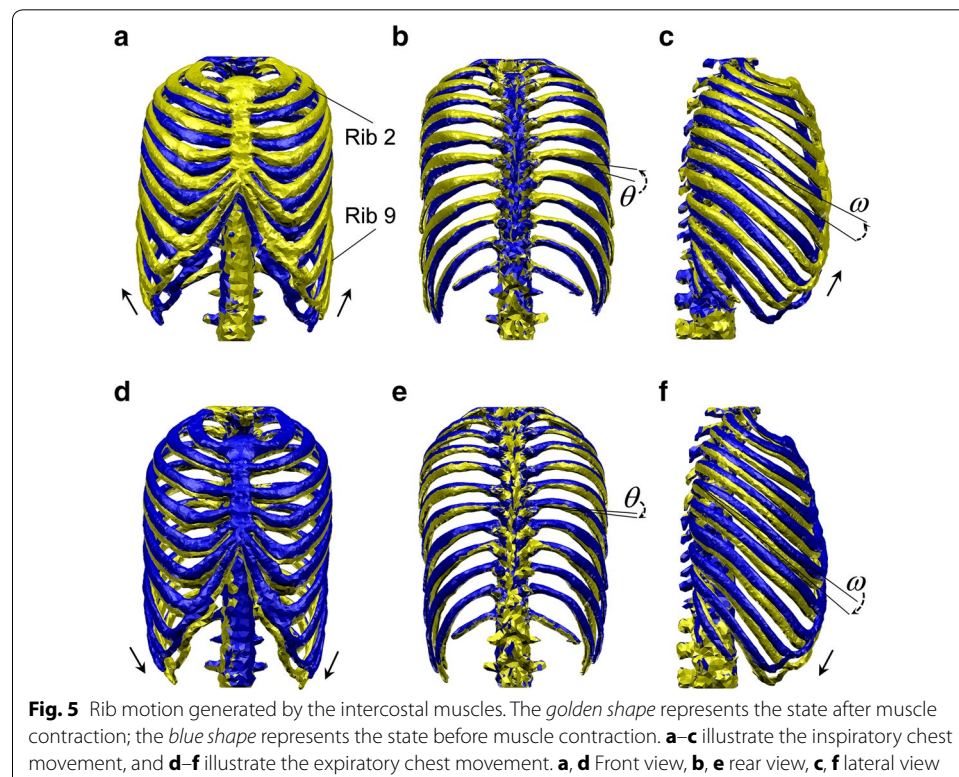 a b c
Rib 2
Rib 9
θ
ω
d e f
θ
ω
Fig. 5 Rib motion generated by the intercostal muscles. The golden shape represents the state after muscle
contraction; the blue shape represents the state before muscle contraction. a–c illustrate the inspiratory chest
movement, and d–f illustrate the expiratory chest movement. a, d Front view, b, e rear view, c, f lateral view